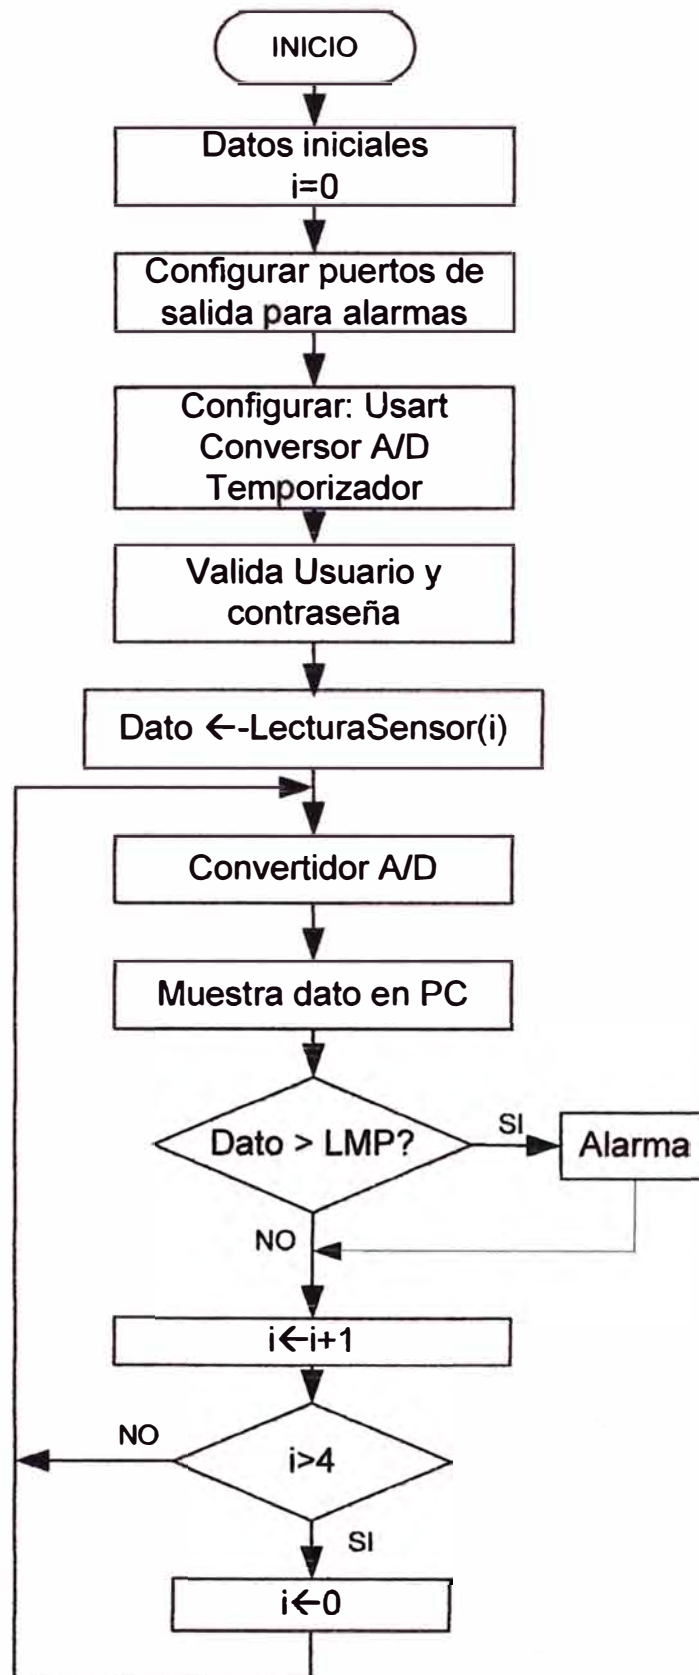 INICIO
Datos iniciales
i=0
Configurar puertos de
salida para alarmas
Configurar: Usart
Conversor A/D
Temporizador
Valida Usuario y
contraseña
Dato ←-LecturaSensor(i)
Convertidor A/D
Muestra dato en PC
Dato > LMP?
SI
Alarma
NO
i←i+1
NO
i>4
SI
i←0